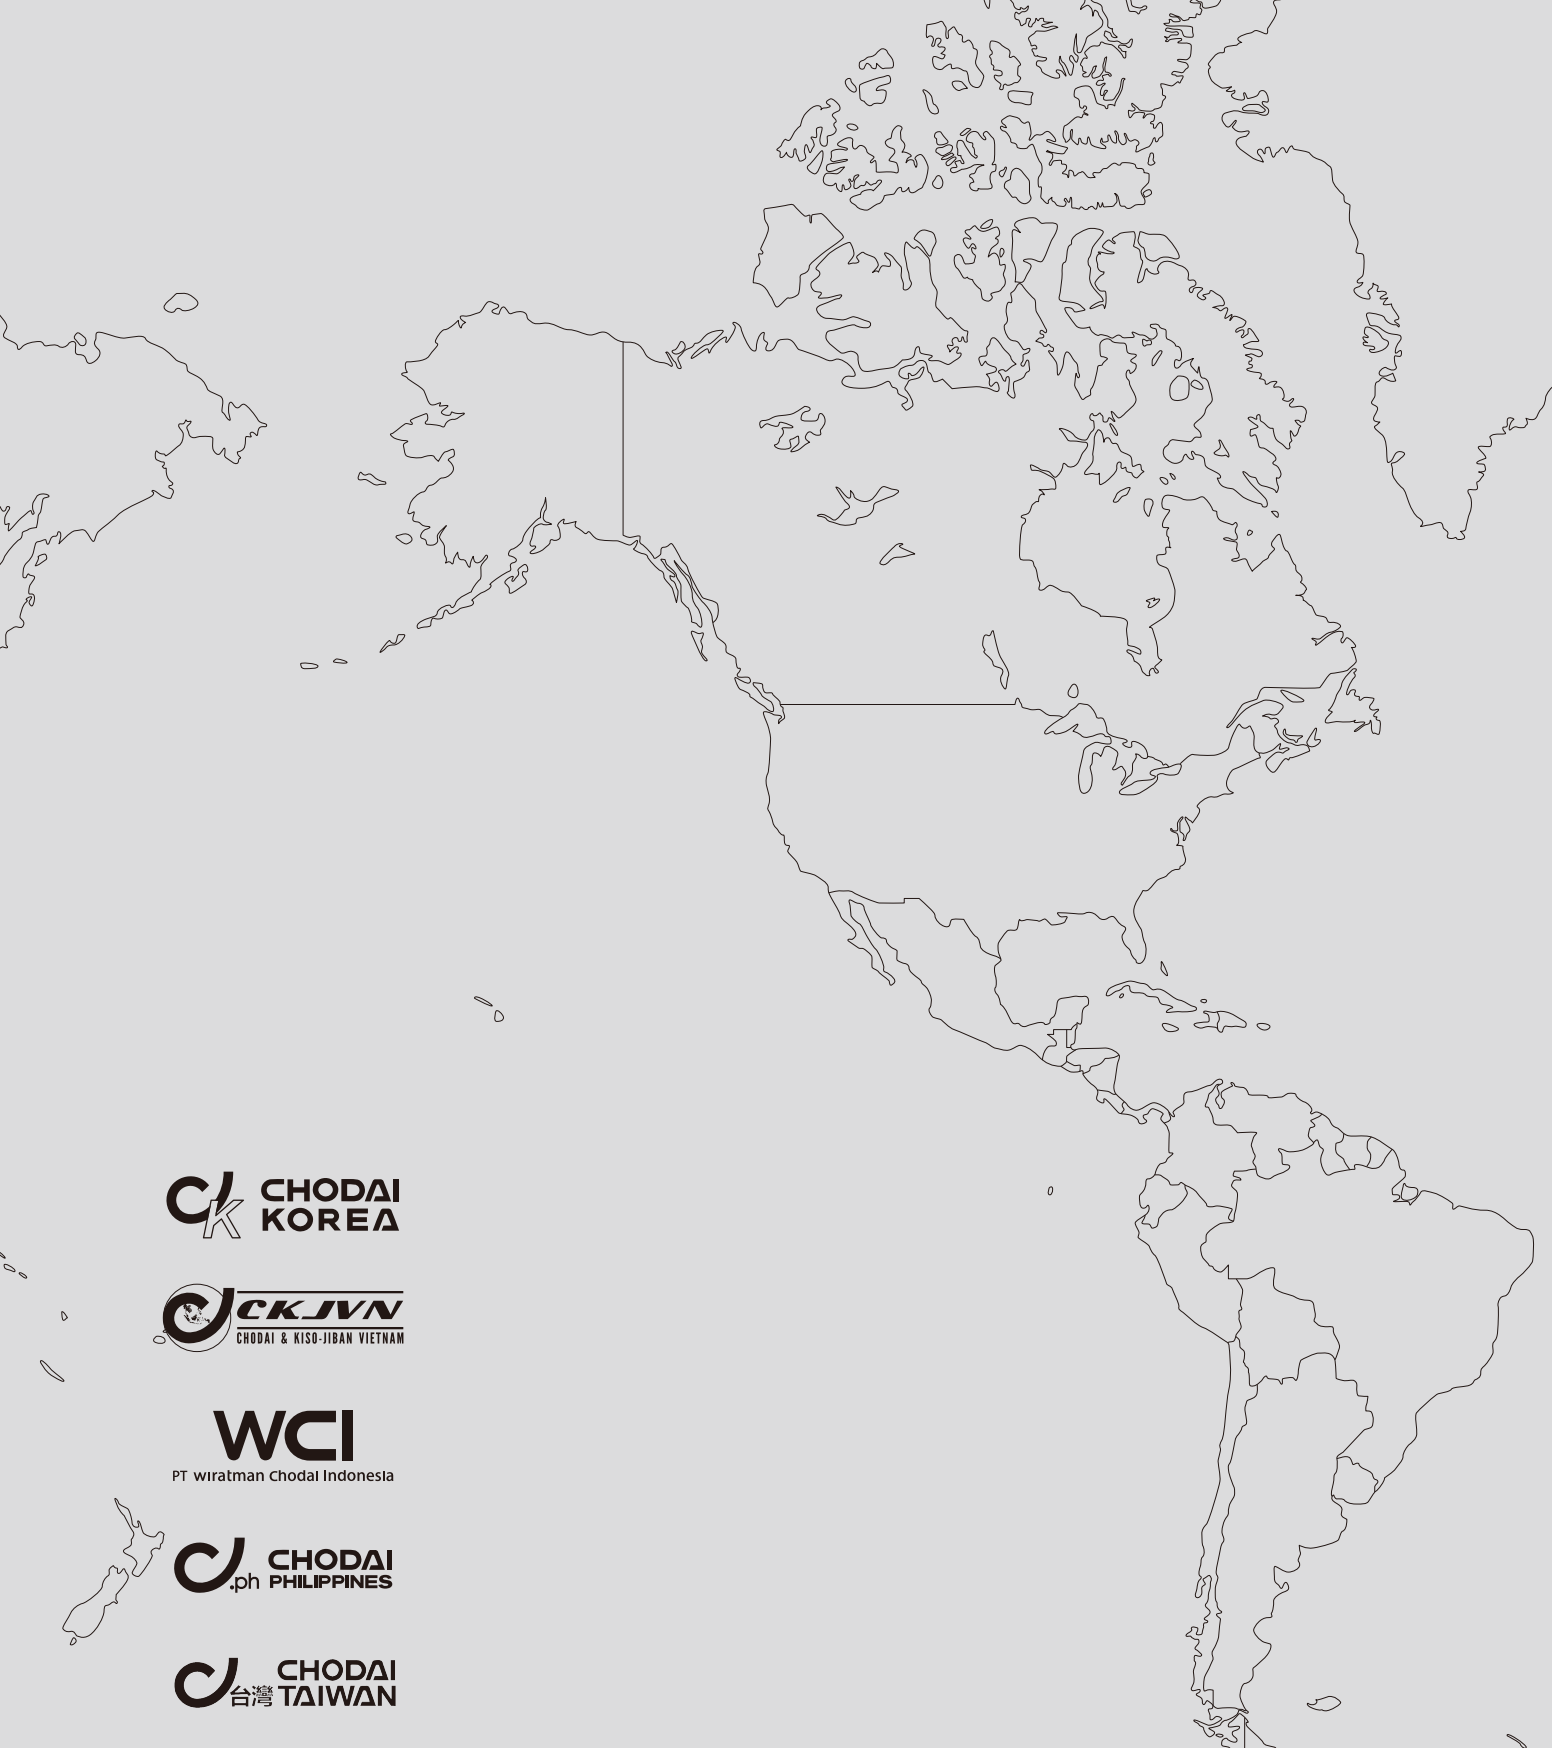 K
CHODAI
KOREA
CKJVN
CHODAI & KISO-JIBAN VIETNAM
WCI
PT wiratman Chodai Indonesia
.ph
CHODAI
PHILIPPINES
台灣
CHODAI
TAIWAN